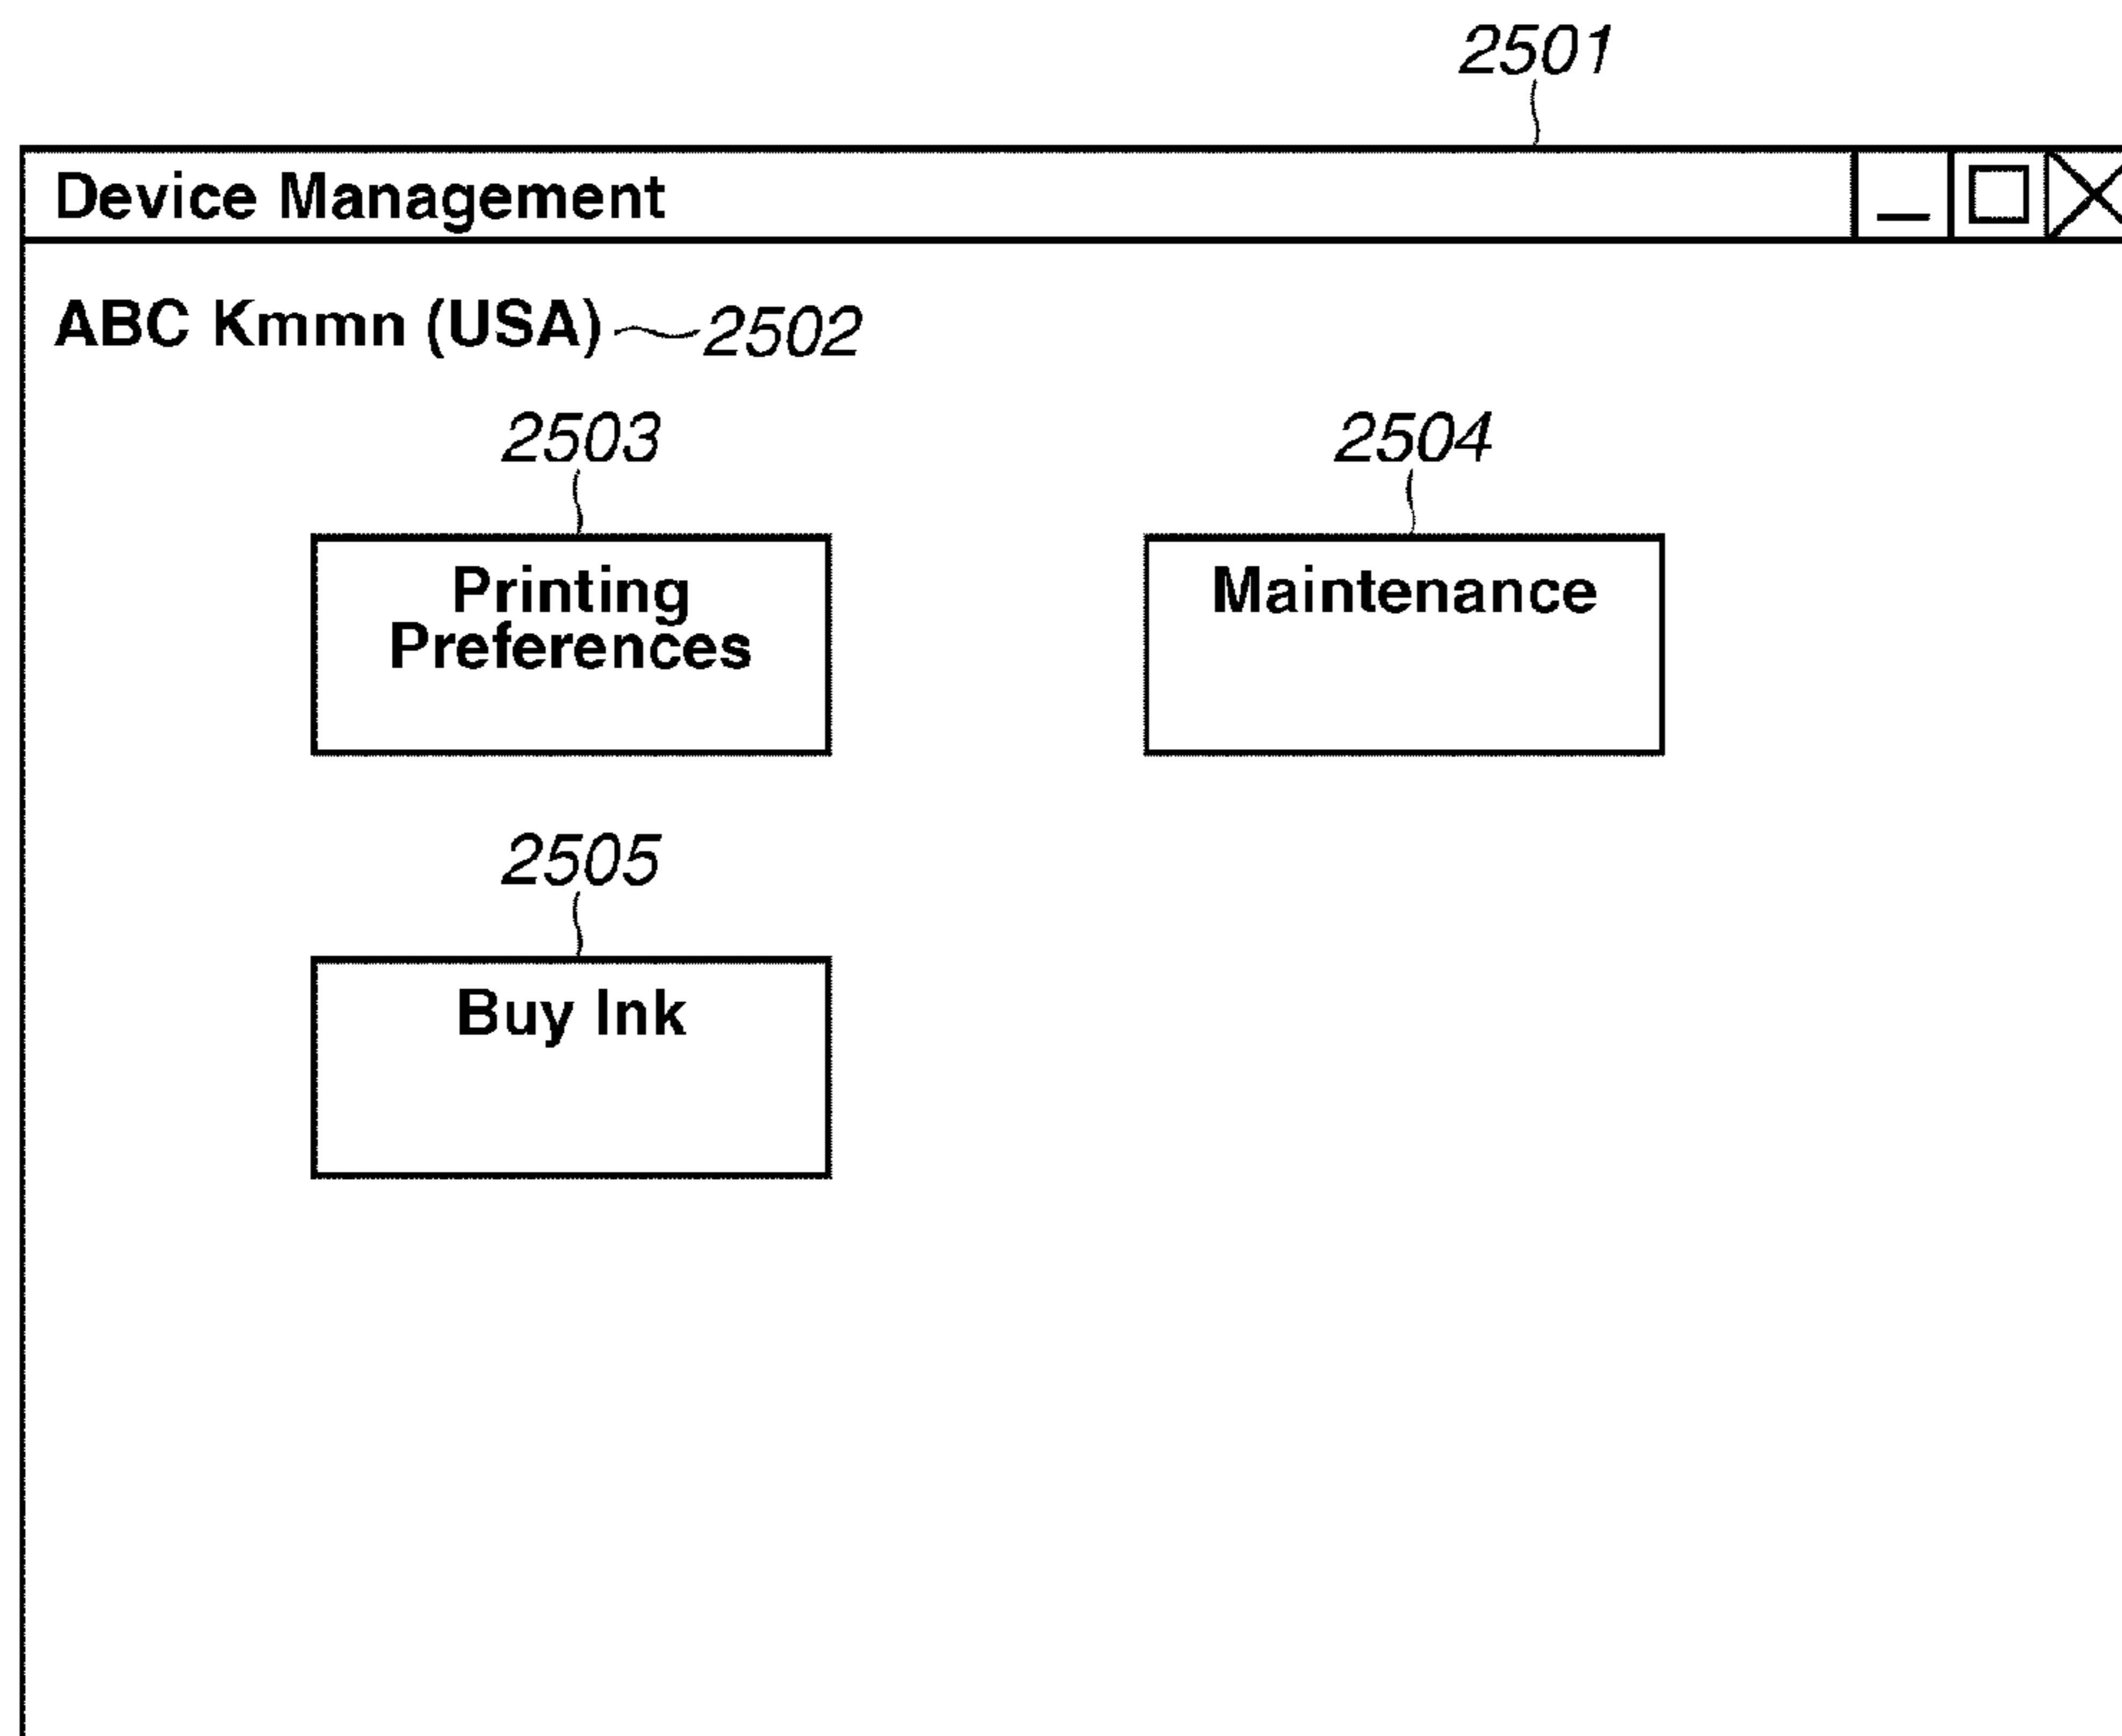 2501
Device Management
ABC Kmmn (USA) 2502
2503 2504
Printing Maintenance
Preferences
2505
Buy Ink